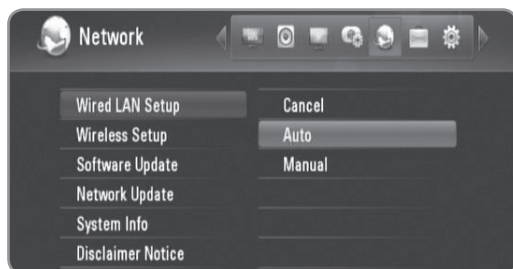 Network
Wired LAN Setup
Wireless Setup
Software Update
Network Update
System Info
Disclaimer Notice
Cancel
Auto
Manual